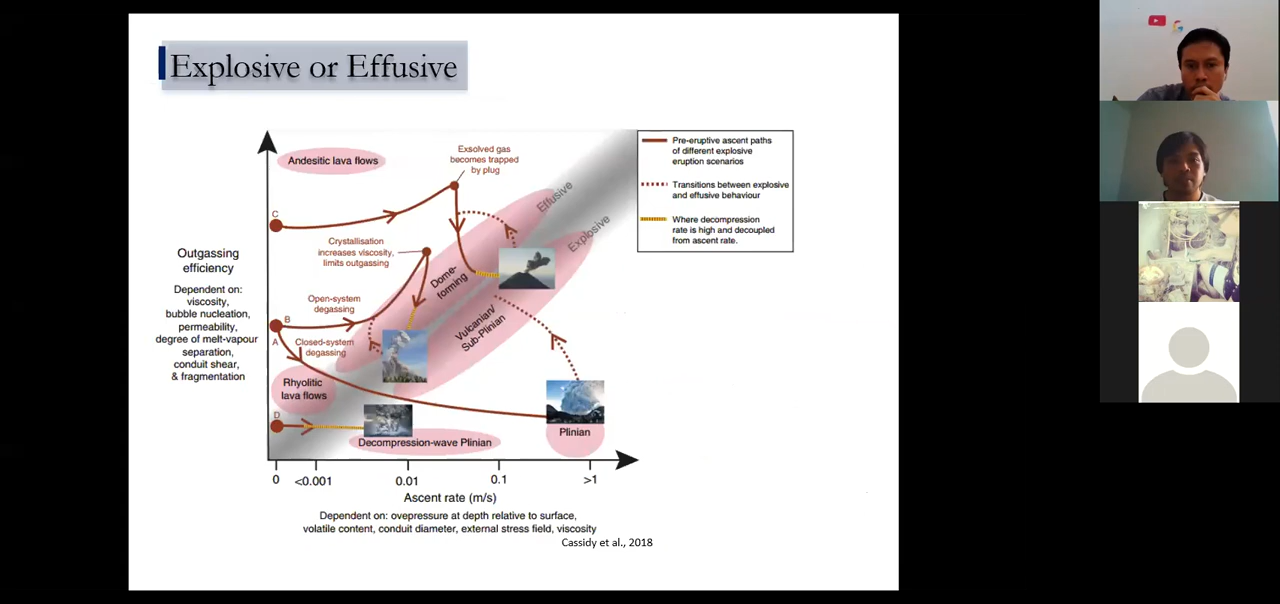 Explosive or Effusive
Andesitic lava flows
Exsolved gas
becomes trapped
by plug
Effusive
Explosive
Pre-eruptive ascent paths
of different explosive
eruption scenarios
Transitions between explosive
and effusive behaviour
Where decompression
rate is high and decoupled
from ascent rate.
C
Crystallisation
increases viscosity,
limits outgassing
Outgassing
efficiency
Dependent on:
viscosity,
bubble nucleation,
permeability,
degree of melt-vapour
separation,
conduit shear,
& fragmentation
Dome-
forming
Open-system
degassing
B
A
Closed-system
degassing
Vulcanian/
Sub-Plinian
Rhyolitic
lava flows
D
Decompression-wave Plinian
Plinian
0
<0.001
0.01
0.1
>1
Ascent rate (m/s)
Dependent on: ovepressure at depth relative to surface,
volatile content, conduit diameter, external stress field, viscosity
Cassidy et al., 2018